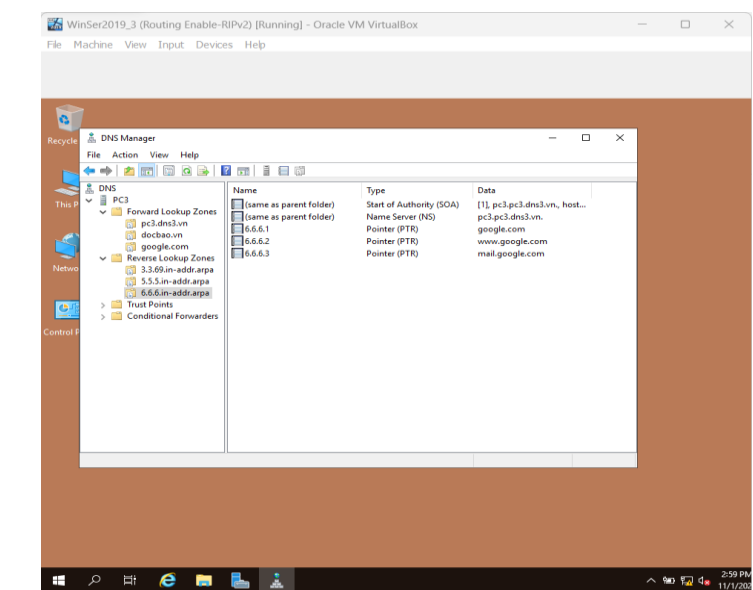 WinSer2019_3 (Routing Enable-RIPv2) [Running] - Oracle VM VirtualBox
File Machine View Input Devices Help
Recycle
This P
Netwo
Control P
DNS Manager
File Action View Help
DNS
PC3
Forward Lookup Zones
pc3.dns3.vn
docbao.vn
google.com
Reverse Lookup Zones
3.3.69.in-addr.arpa
5.5.5.in-addr.arpa
6.6.6.in-addr.arpa
Trust Points
Conditional Forwarders
Name Type Data
(same as parent folder) Start of Authority (SOA) [1], pc3.pc3.dns3.vn., host...
(same as parent folder) Name Server (NS) pc3.pc3.dns3.vn.
6.6.6.1 Pointer (PTR) google.com
6.6.6.2 Pointer (PTR) www.google.com
6.6.6.3 Pointer (PTR) mail.google.com
2:59 PM
11/1/202